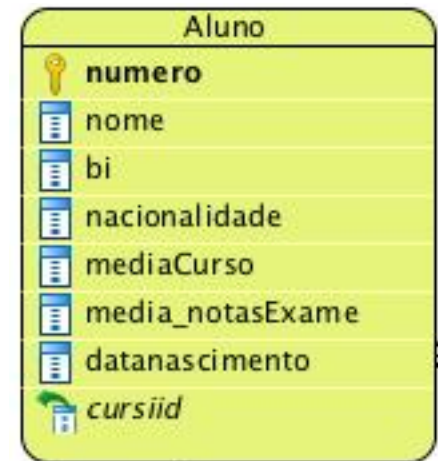 Aluno
numero
nome
bi
nacionalidade
mediaCurso
media_notasExame
datanascimento
cursiid